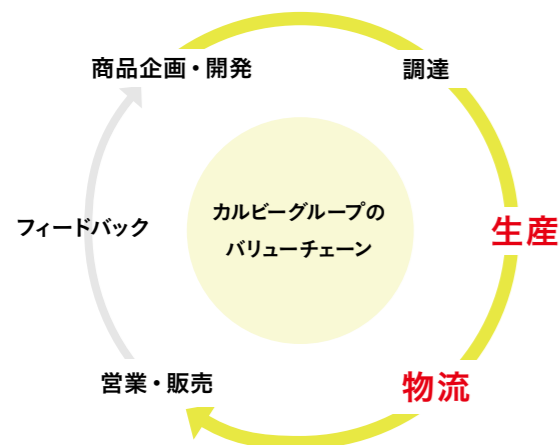 商品企画・開発
調達
フィードバック
カルビーグループの
バリューチェーン
生産
営業・販売
物流